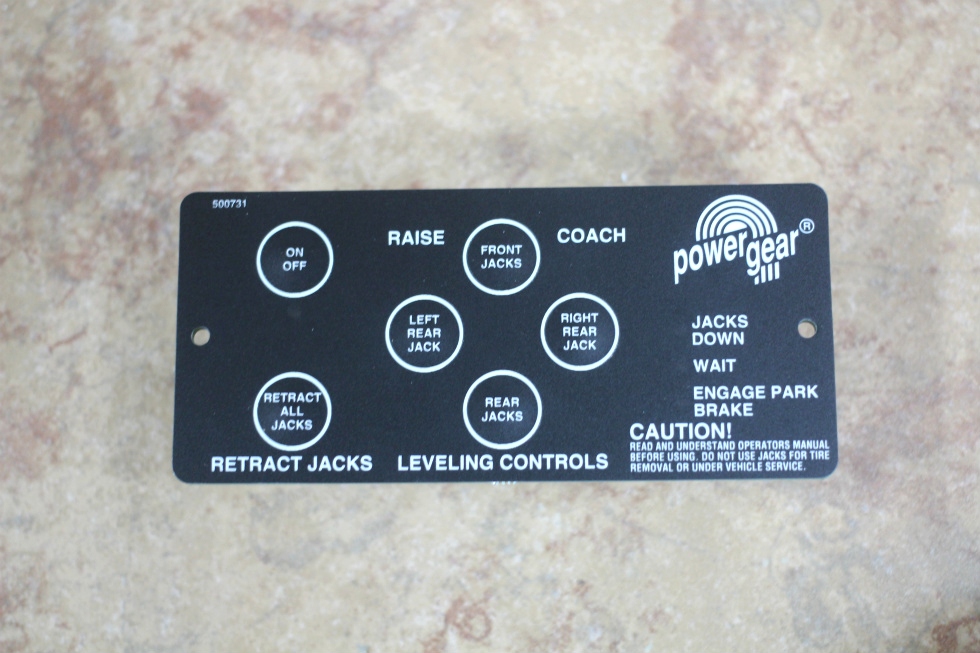 500731
ON
OFF
RAISE
FRONT
JACKS
COACH
powergear®
LEFT
REAR
JACK
RIGHT
REAR
JACK
JACKS
DOWN
WAIT
ENGAGE PARK
BRAKE
RETRACT
ALL
JACKS
REAR
JACKS
RETRACT JACKS
LEVELING CONTROLS
CAUTION!
READ AND UNDERSTAND OPERATORS MANUAL
BEFORE USING. DO NOT USE JACKS FOR TIRE
REMOVAL OR UNDER VEHICLE SERVICE.